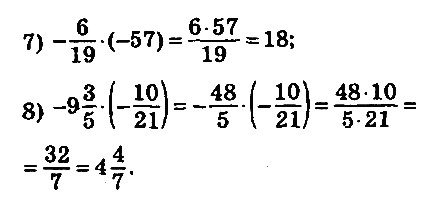 7) −6/19·(−57) = 6·57/19 = 18;
8) −9 3/5·(−10/21) = −48/5·(−10/21) = 48·10/5·21 =
= 32/7 = 4 4/7.